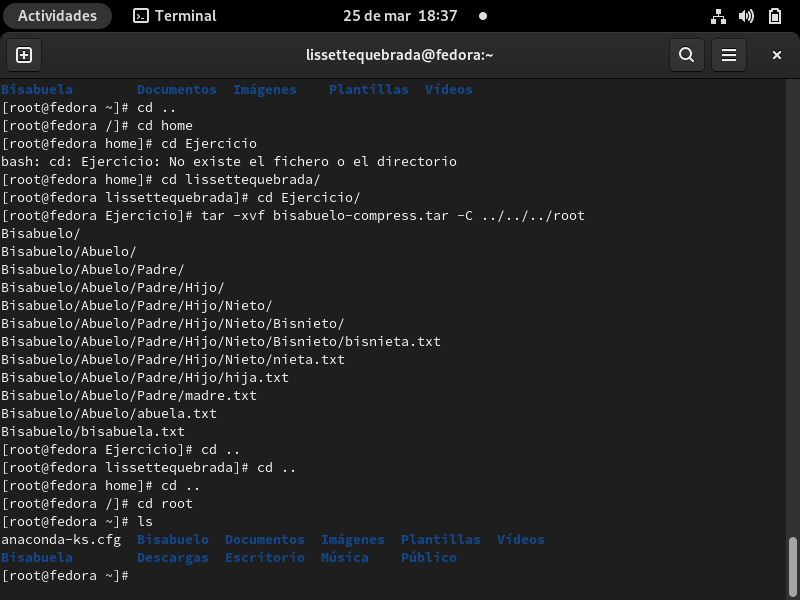 Actividades Terminal 25 de mar 18:37
lissettequebrada@fedora:~
Bisabuela Documentos Imágenes Plantillas Vídeos
[root@fedora ~]# cd ..
[root@fedora /]# cd home
[root@fedora home]# cd Ejercicio
bash: cd: Ejercicio: No existe el fichero o el directorio
[root@fedora home]# cd lissettequebrada/
[root@fedora lissettequebrada]# cd Ejercicio/
[root@fedora Ejercicio]# tar -xvf bisabuelo-compress.tar -C ../../../root
Bisabuelo/
Bisabuelo/Abuelo/
Bisabuelo/Abuelo/Padre/
Bisabuelo/Abuelo/Padre/Hijo/
Bisabuelo/Abuelo/Padre/Hijo/Nieto/
Bisabuelo/Abuelo/Padre/Hijo/Nieto/Bisnieto/
Bisabuelo/Abuelo/Padre/Hijo/Nieto/Bisnieto/bisnieta.txt
Bisabuelo/Abuelo/Padre/Hijo/Nieto/nieta.txt
Bisabuelo/Abuelo/Padre/Hijo/hija.txt
Bisabuelo/Abuelo/Padre/madre.txt
Bisabuelo/Abuelo/abuela.txt
Bisabuelo/bisabuela.txt
[root@fedora Ejercicio]# cd ..
[root@fedora lissettequebrada]# cd ..
[root@fedora home]# cd ..
[root@fedora /]# cd root
[root@fedora ~]# ls
anaconda-ks.cfg Bisabuelo Documentos Imágenes Plantillas Vídeos
Bisabuela Descargas Escritorio Música Público
[root@fedora ~]#